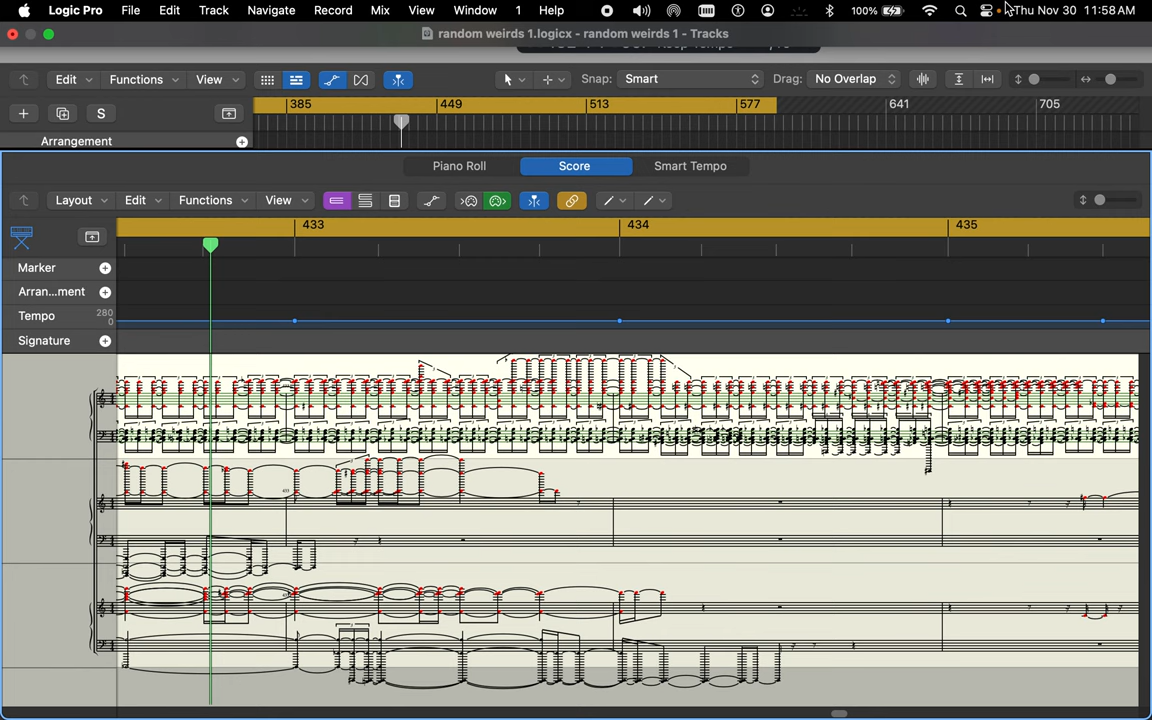 Logic Pro File Edit Track Navigate Record Mix View Window 1 Help 100% Thu Nov 30 11:58 AM
random weirds 1.logicx - random weirds 1 - Tracks
Edit Functions View Snap: Smart Drag: No Overlap
S 385 449 513 577 641 705
Arrangement
Piano Roll Score Smart Tempo
Layout Edit Functions View
433 434 435
Marker
Arran...ment
Tempo 280
0
Signature